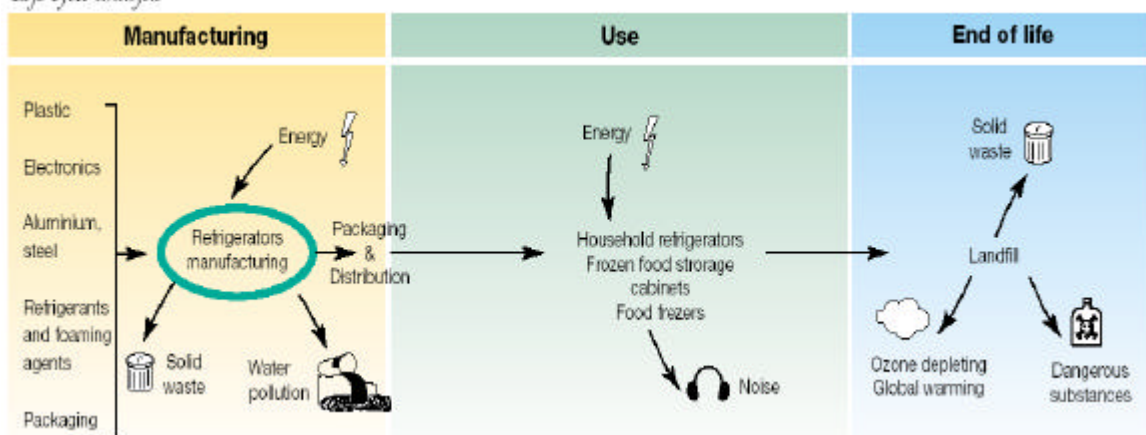 Manufacturing
Use
End of life
Plastic
Electronics
Aluminium,
steel
Refrigerants
and foaming
agents
Packaging
Energy
Refrigerators
manufacturing
Packaging
&
Distribution
Solid
waste
Water
pollution
Energy
Household refrigerators
Frozen food strorage
cabinets
Food frezers
Noise
Solid
waste
Landfill
Ozone depleting
Global warming
Dangerous
substances